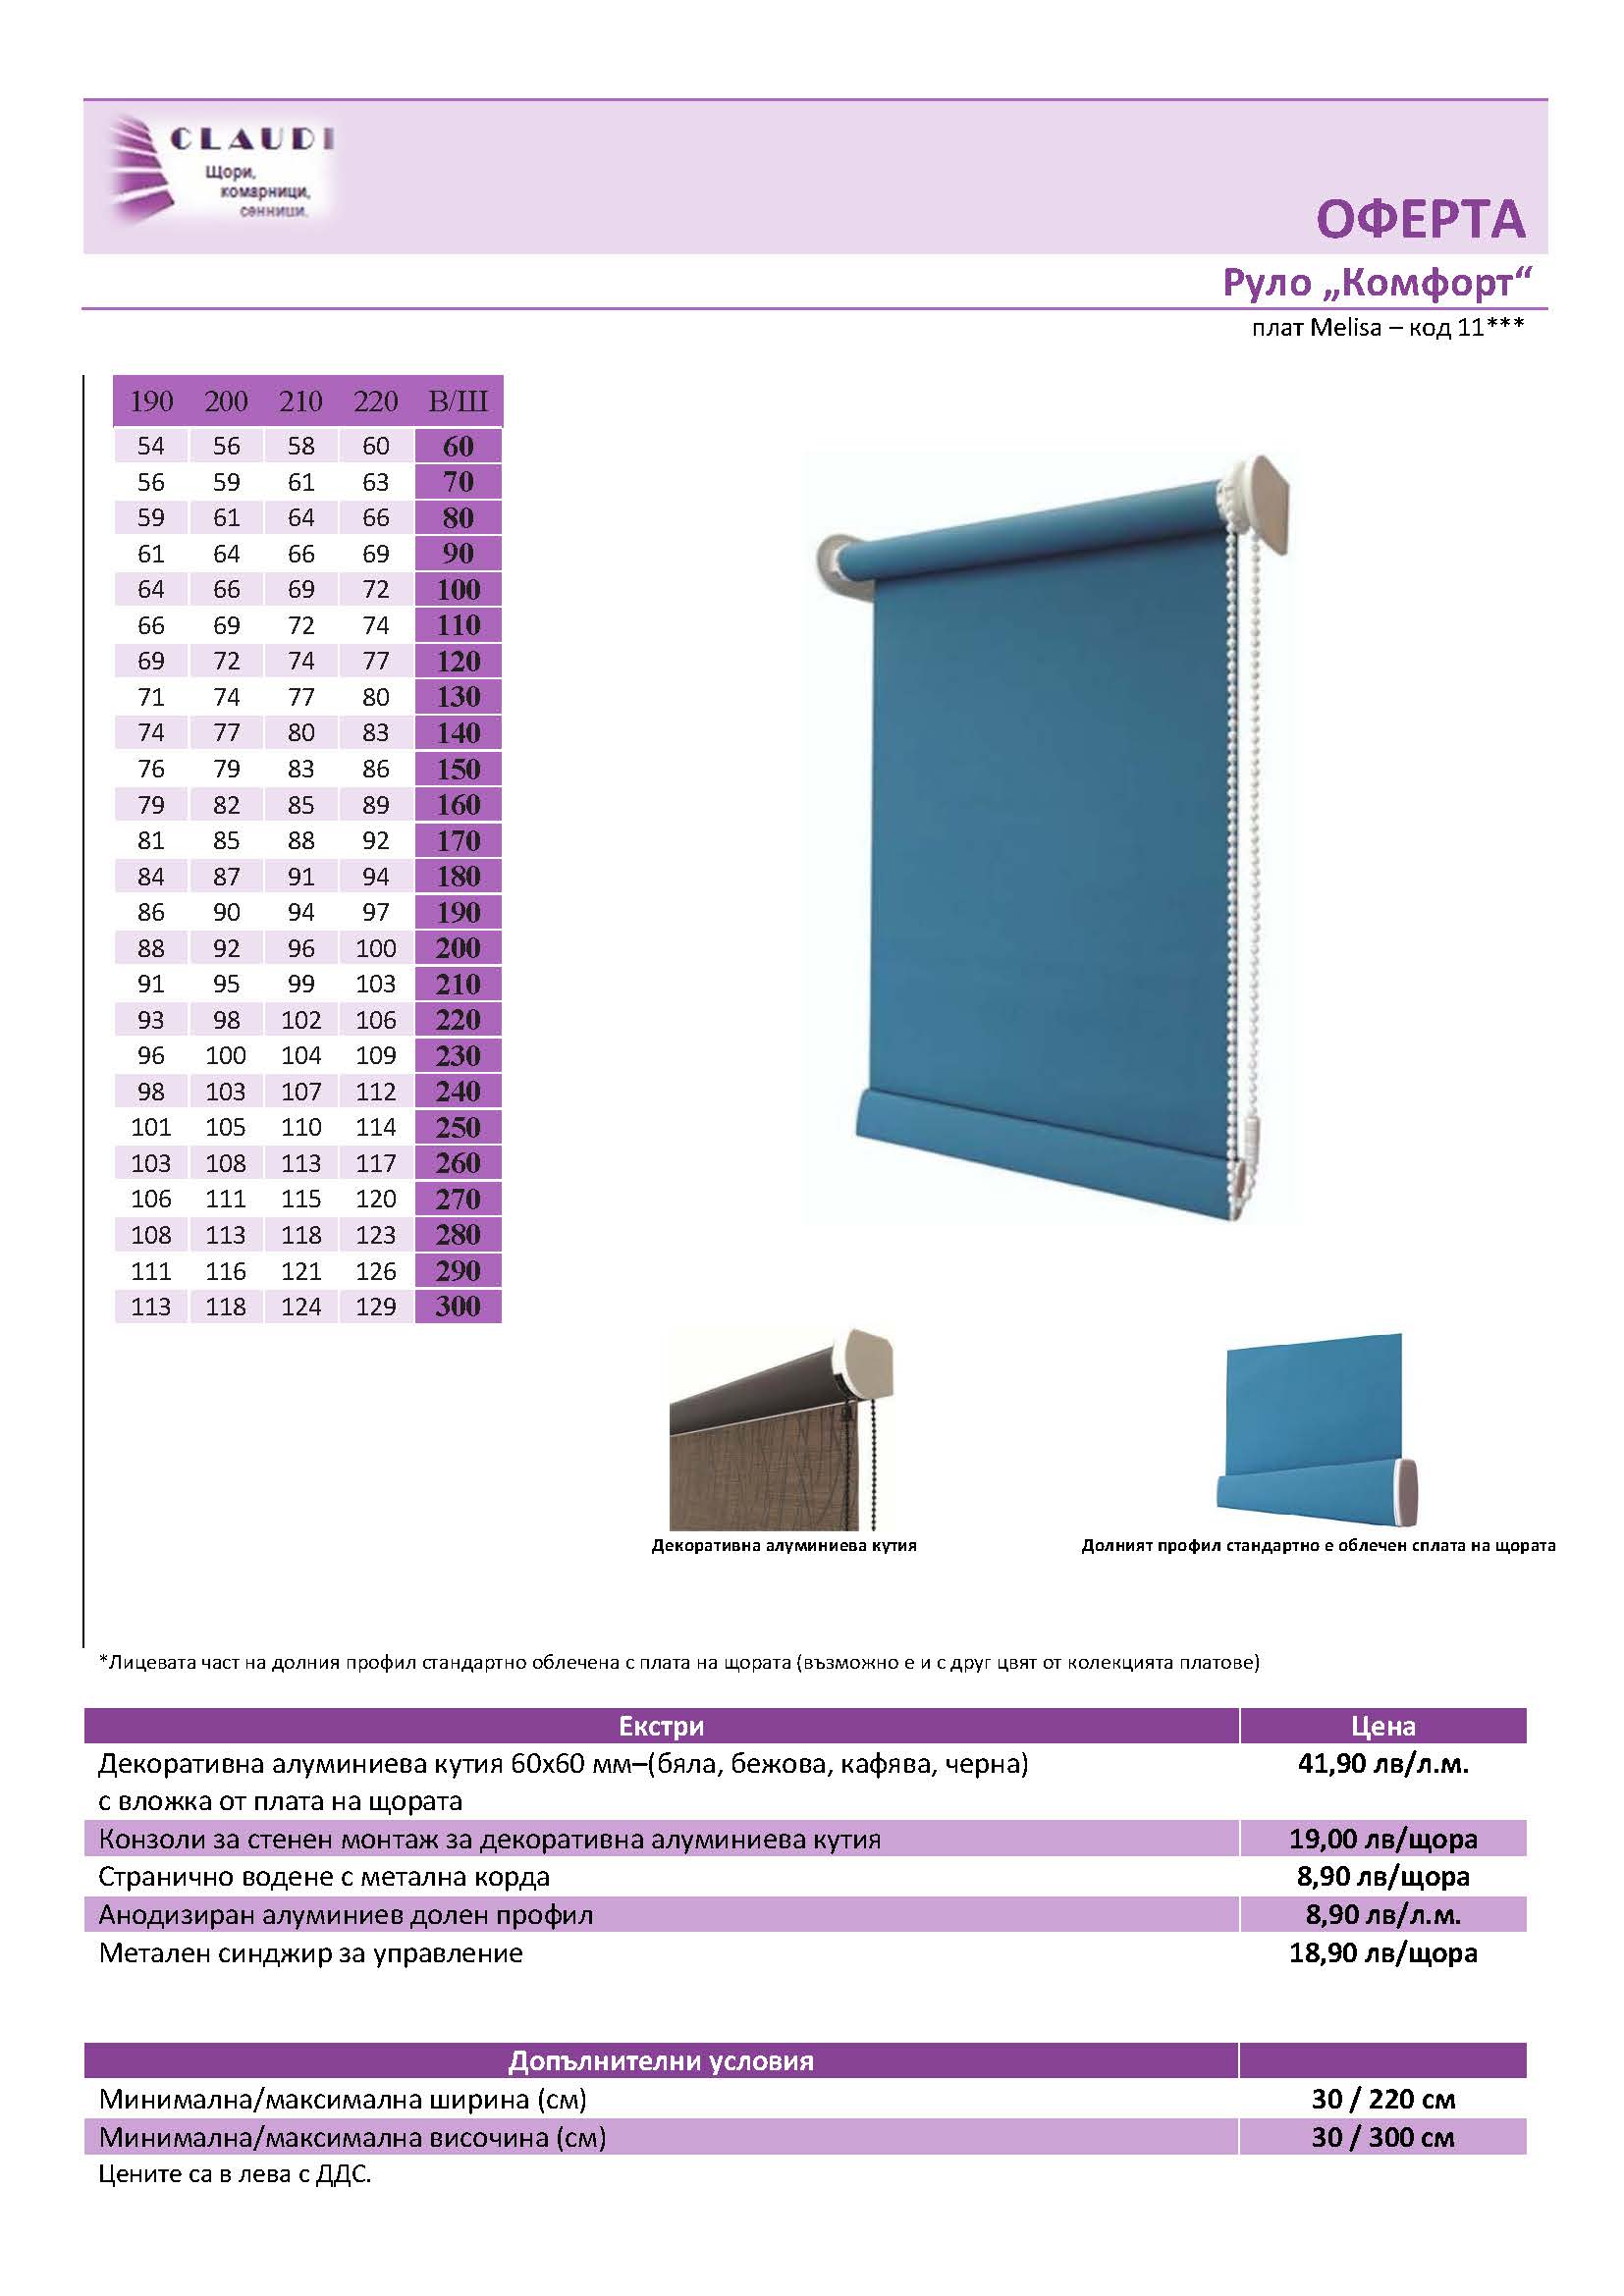 CLAUDI
Щори,
комарници,
сенници.
ОФЕРТА
Руло „Комфорт“
плат Melisa – код 11***
190 200 210 220 В/Ш
54 56 58 60 60
56 59 61 63 70
59 61 64 66 80
61 64 66 69 90
64 66 69 72 100
66 69 72 74 110
69 72 74 77 120
71 74 77 80 130
74 77 80 83 140
76 79 83 86 150
79 82 85 89 160
81 85 88 92 170
84 87 91 94 180
86 90 94 97 190
88 92 96 100 200
91 95 99 103 210
93 98 102 106 220
96 100 104 109 230
98 103 107 112 240
101 105 110 114 250
103 108 113 117 260
106 111 115 120 270
108 113 118 123 280
111 116 121 126 290
113 118 124 129 300
Декоративна алуминиева кутия
Долният профил стандартно е облечен сплата на щората
*Лицевата част на долния профил стандартно облечена с плата на щората (възможно е и с друг цвят от колекцията платове)
Екстри Цена
Декоративна алуминиева кутия 60х60 мм–(бяла, бежова, кафява, черна) 41,90 лв/л.м.
с вложка от плата на щората
Конзоли за стенен монтаж за декоративна алуминиева кутия 19,00 лв/щора
Странично водене с метална корда 8,90 лв/щора
Анодизиран алуминиев долен профил 8,90 лв/л.м.
Метален синджир за управление 18,90 лв/щора
Допълнителни условия
Минимална/максимална ширина (см) 30 / 220 см
Минимална/максимална височина (см) 30 / 300 см
Цените са в лева с ДДС.